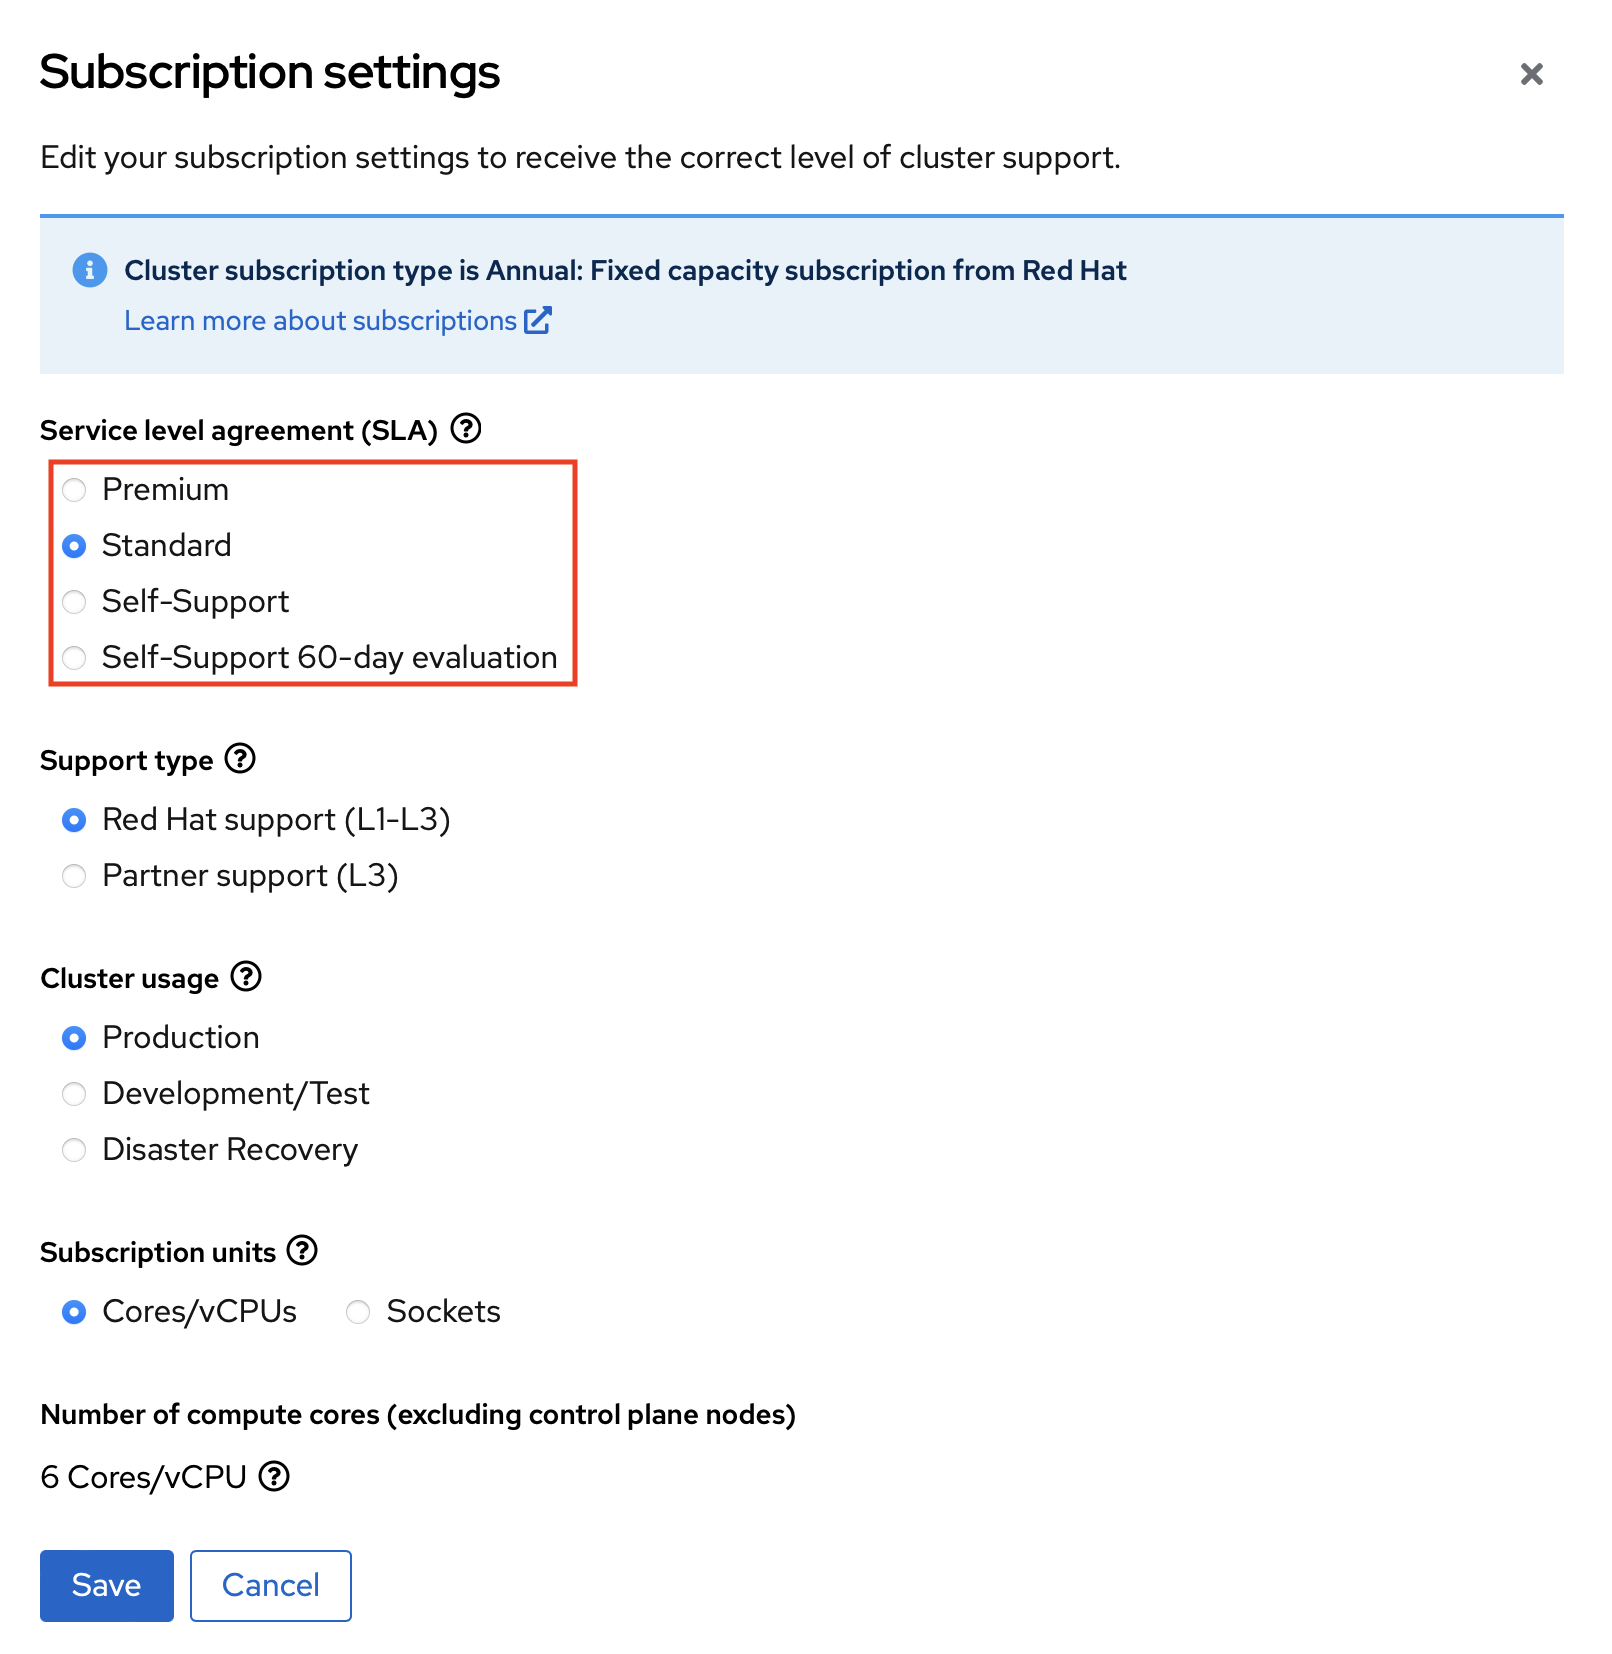 Subscription settings
Edit your subscription settings to receive the correct level of cluster support.
Cluster subscription type is Annual: Fixed capacity subscription from Red Hat
Learn more about subscriptions
Service level agreement (SLA)
Premium
Standard
Self-Support
Self-Support 60-day evaluation
Support type
Red Hat support (L1-L3)
Partner support (L3)
Cluster usage
Production
Development/Test
Disaster Recovery
Subscription units
Cores/vCPUs Sockets
Number of compute cores (excluding control plane nodes)
6 Cores/vCPU
Save Cancel